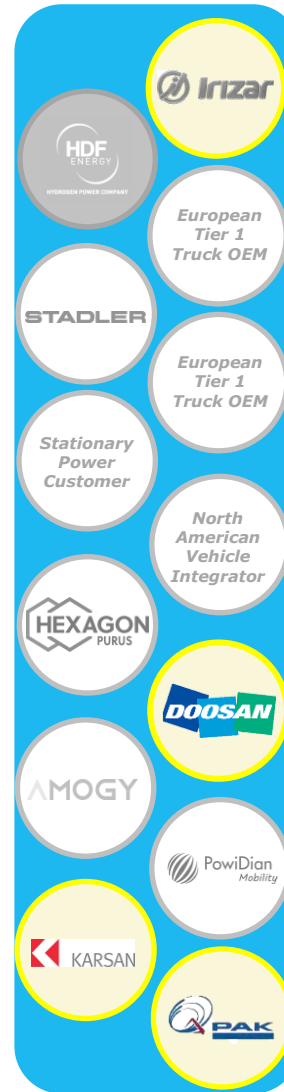 Irizar
HDF
ENERGY
HYDROGEN POWER COMPANY
European
Tier 1
Truck OEM
STADLER
European
Tier 1
Truck OEM
Stationary
Power
Customer
North
American
Vehicle
Integrator
HEXAGON
PURUS
DOOSAN
AMOGY
PowiDian
Mobility
KARSAN
PAK